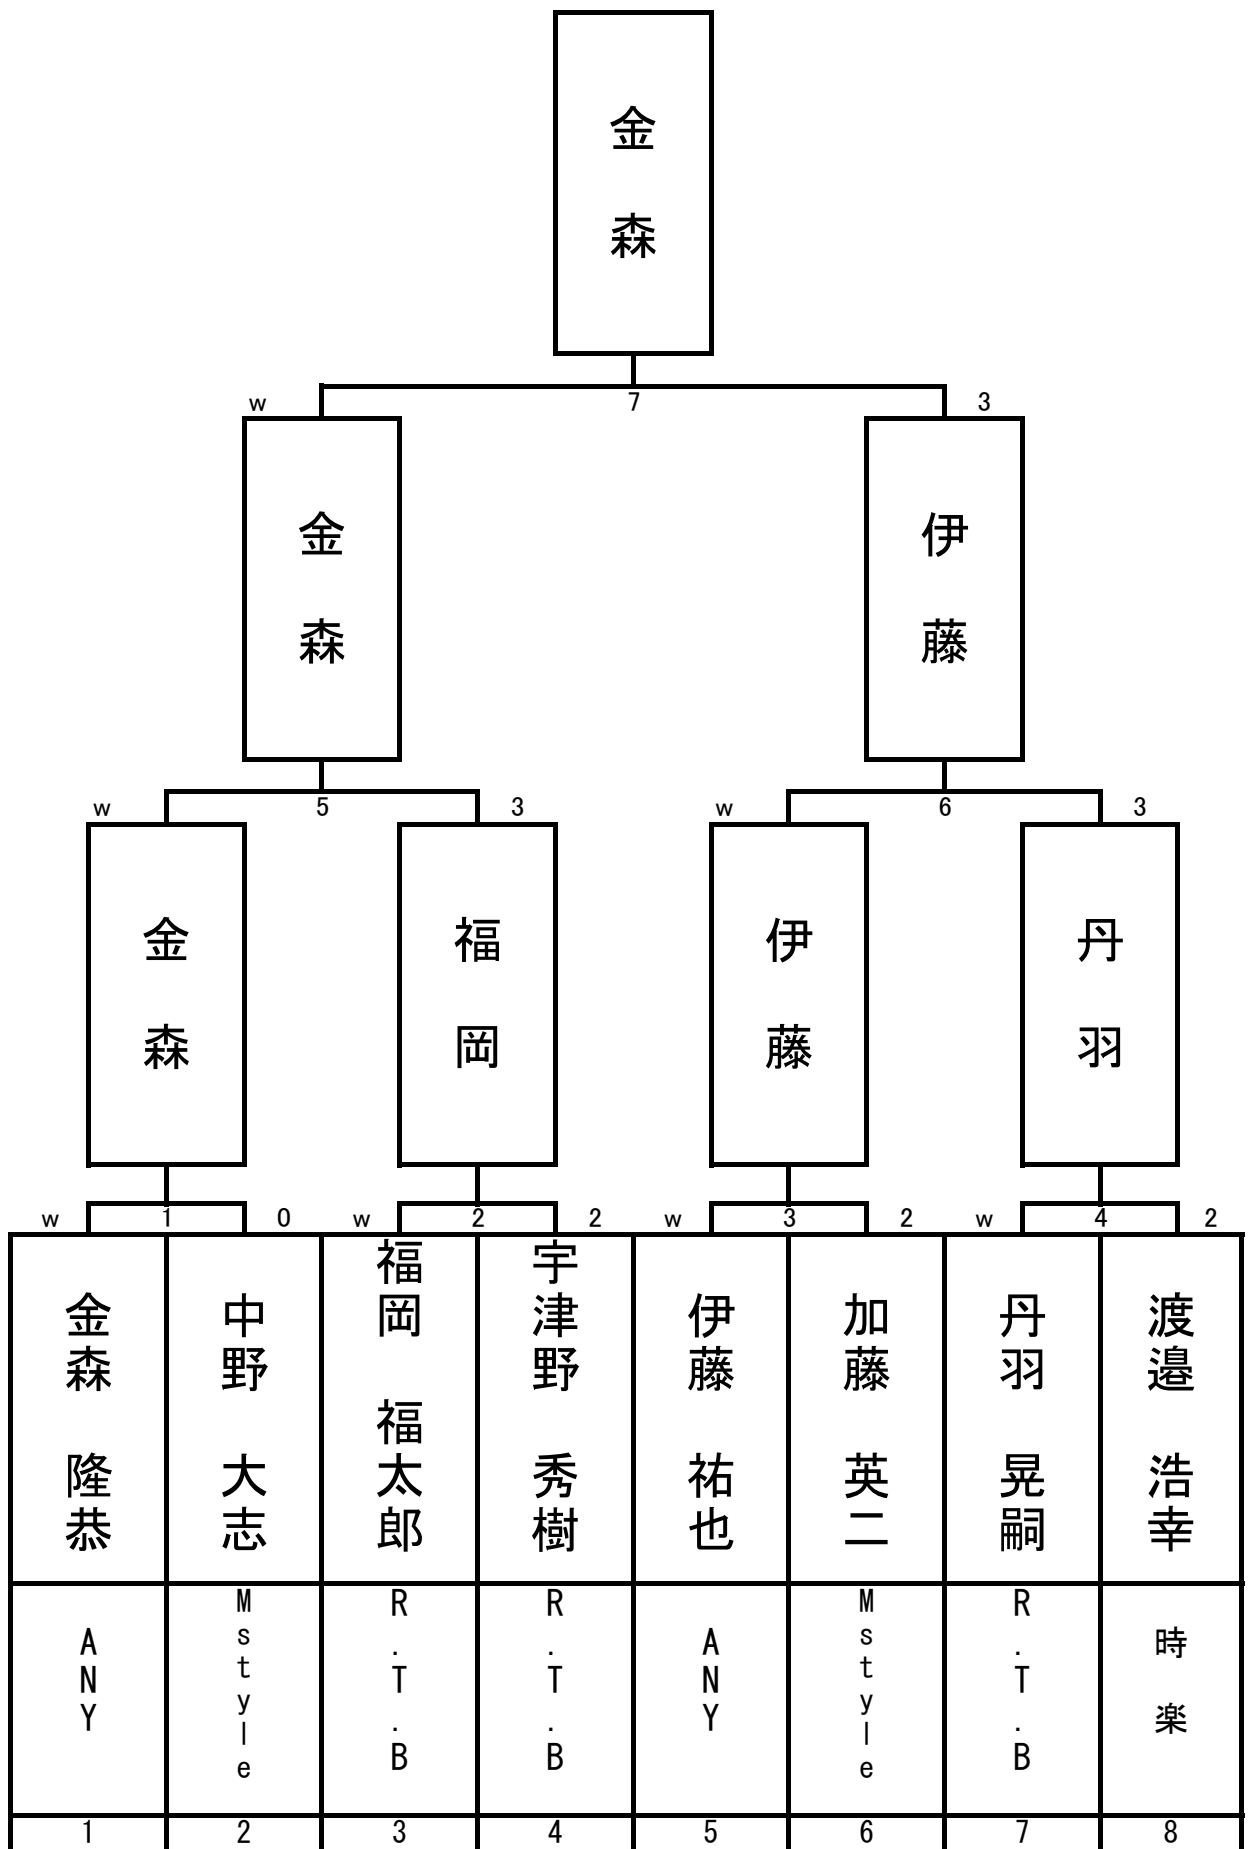 金森
w 7 3
金森 伊藤
w 5 3 w 6 3
金森 福岡 伊藤 丹羽
w 1 0 w 2 2 w 3 2 w 4 2
金森 隆恭
中野 大志
福岡 福太郎
宇津野 秀樹
伊藤 祐也
加藤 英二
丹羽 晃嗣
渡邉 浩幸
ANY
Mstyle
R.T.B
R.T.B
ANY
Mstyle
R.T.B
時楽
1 2 3 4 5 6 7 8